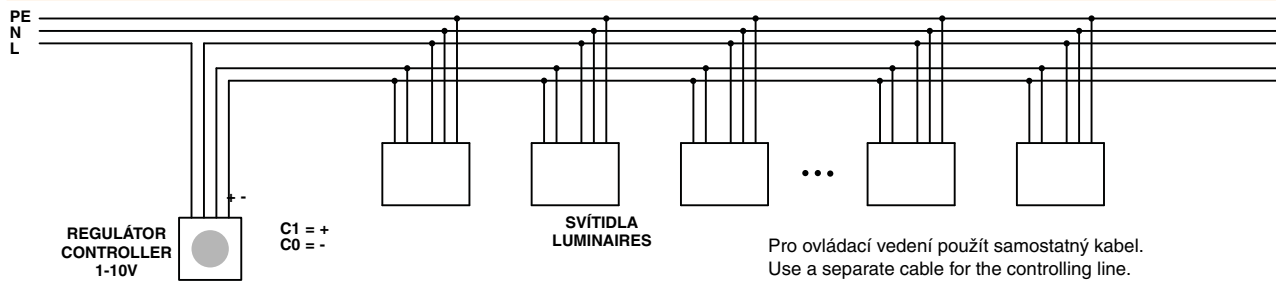 PE
N
L
+ -
REGULÁTOR
CONTROLLER
1-10V
C1 = +
C0 = -
SVÍTIDLA
LUMINAIRES
Pro ovládací vedení použít samostatný kabel.
Use a separate cable for the controlling line.